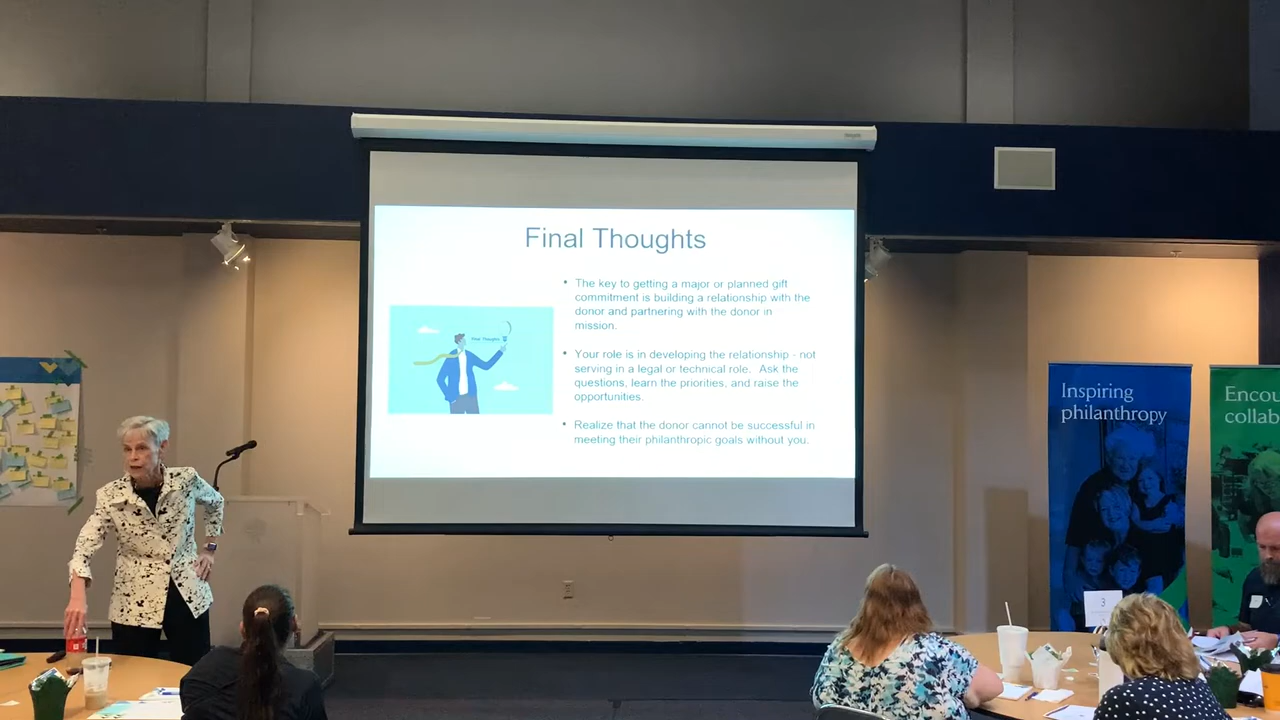 Final Thoughts
• The key to getting a major or planned gift
commitment is building a relationship with the
donor and partnering with the donor in
mission.
• Your role is in developing the relationship - not
serving in a legal or technical role. Ask the
questions, learn the priorities, and raise the
opportunities.
• Realize that the donor cannot be successful in
meeting their philanthropic goals without you.
Final Thoughts
Inspiring
philanthropy
Encou
collab
3